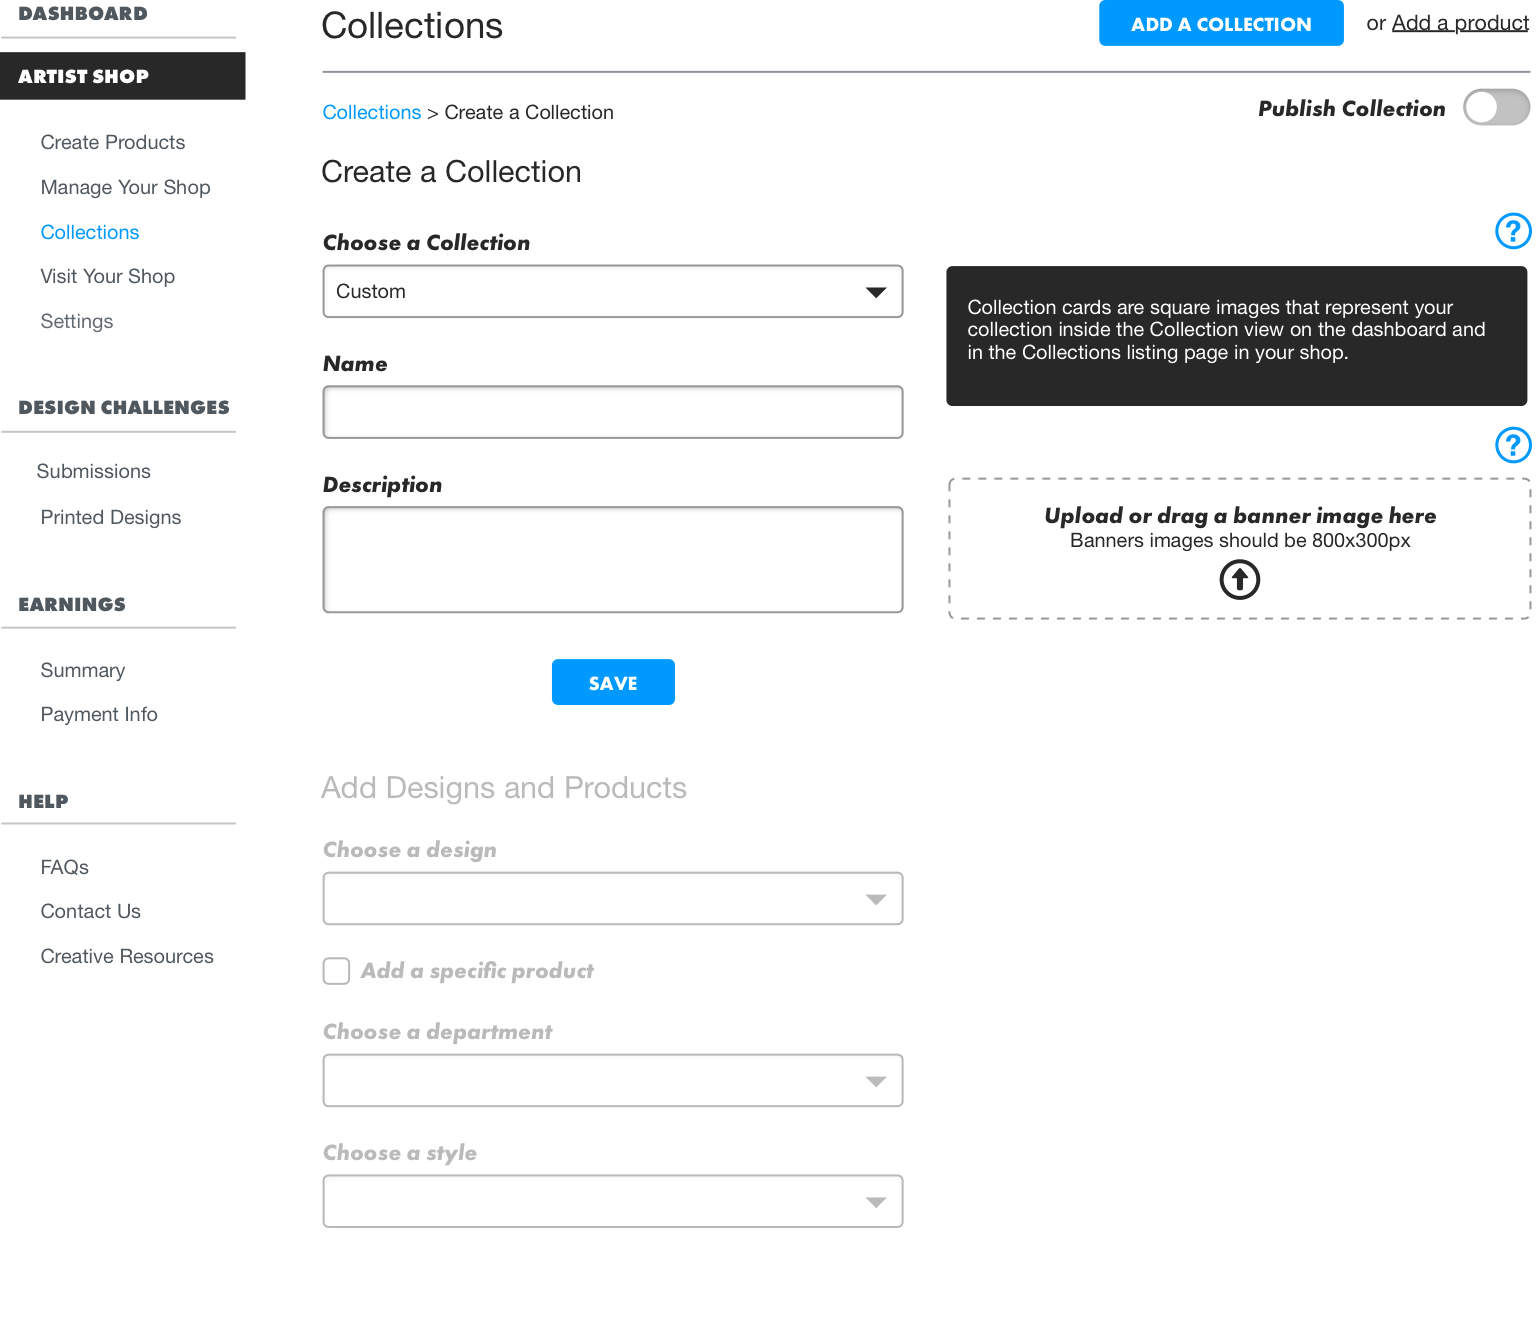 DASHBOARD
ARTIST SHOP
Create Products
Manage Your Shop
Collections
Visit Your Shop
Settings
DESIGN CHALLENGES
Submissions
Printed Designs
EARNINGS
Summary
Payment Info
HELP
FAQs
Contact Us
Creative Resources
Collections
ADD A COLLECTION
or Add a product
Collections > Create a Collection
Publish Collection
Create a Collection
Choose a Collection
Custom
Name
Description
SAVE
?
Collection cards are square images that represent your
collection inside the Collection view on the dashboard and
in the Collections listing page in your shop.
?
Upload or drag a banner image here
Banners images should be 800x300px
Add Designs and Products
Choose a design
Add a specific product
Choose a department
Choose a style